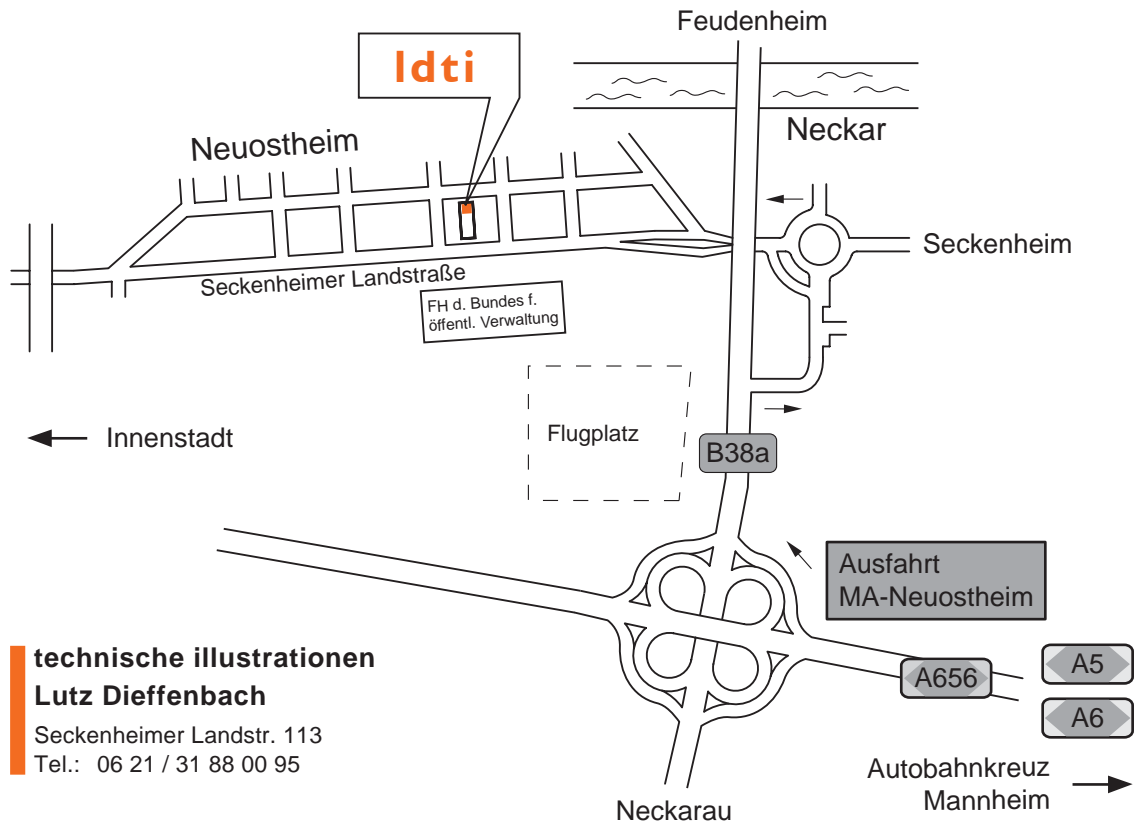 Feudenheim
ldti
Neckar
Neuostheim
Seckenheim
Seckenheimer Landstraße
FH d. Bundes f.
öffentl. Verwaltung
Innenstadt
Flugplatz
B38a
Ausfahrt
MA-Neuostheim
A656
A5
A6
technische illustrationen
Lutz Dieffenbach
Seckenheimer Landstr. 113
Tel.: 06 21 / 31 88 00 95
Autobahnkreuz
Mannheim
Neckarau